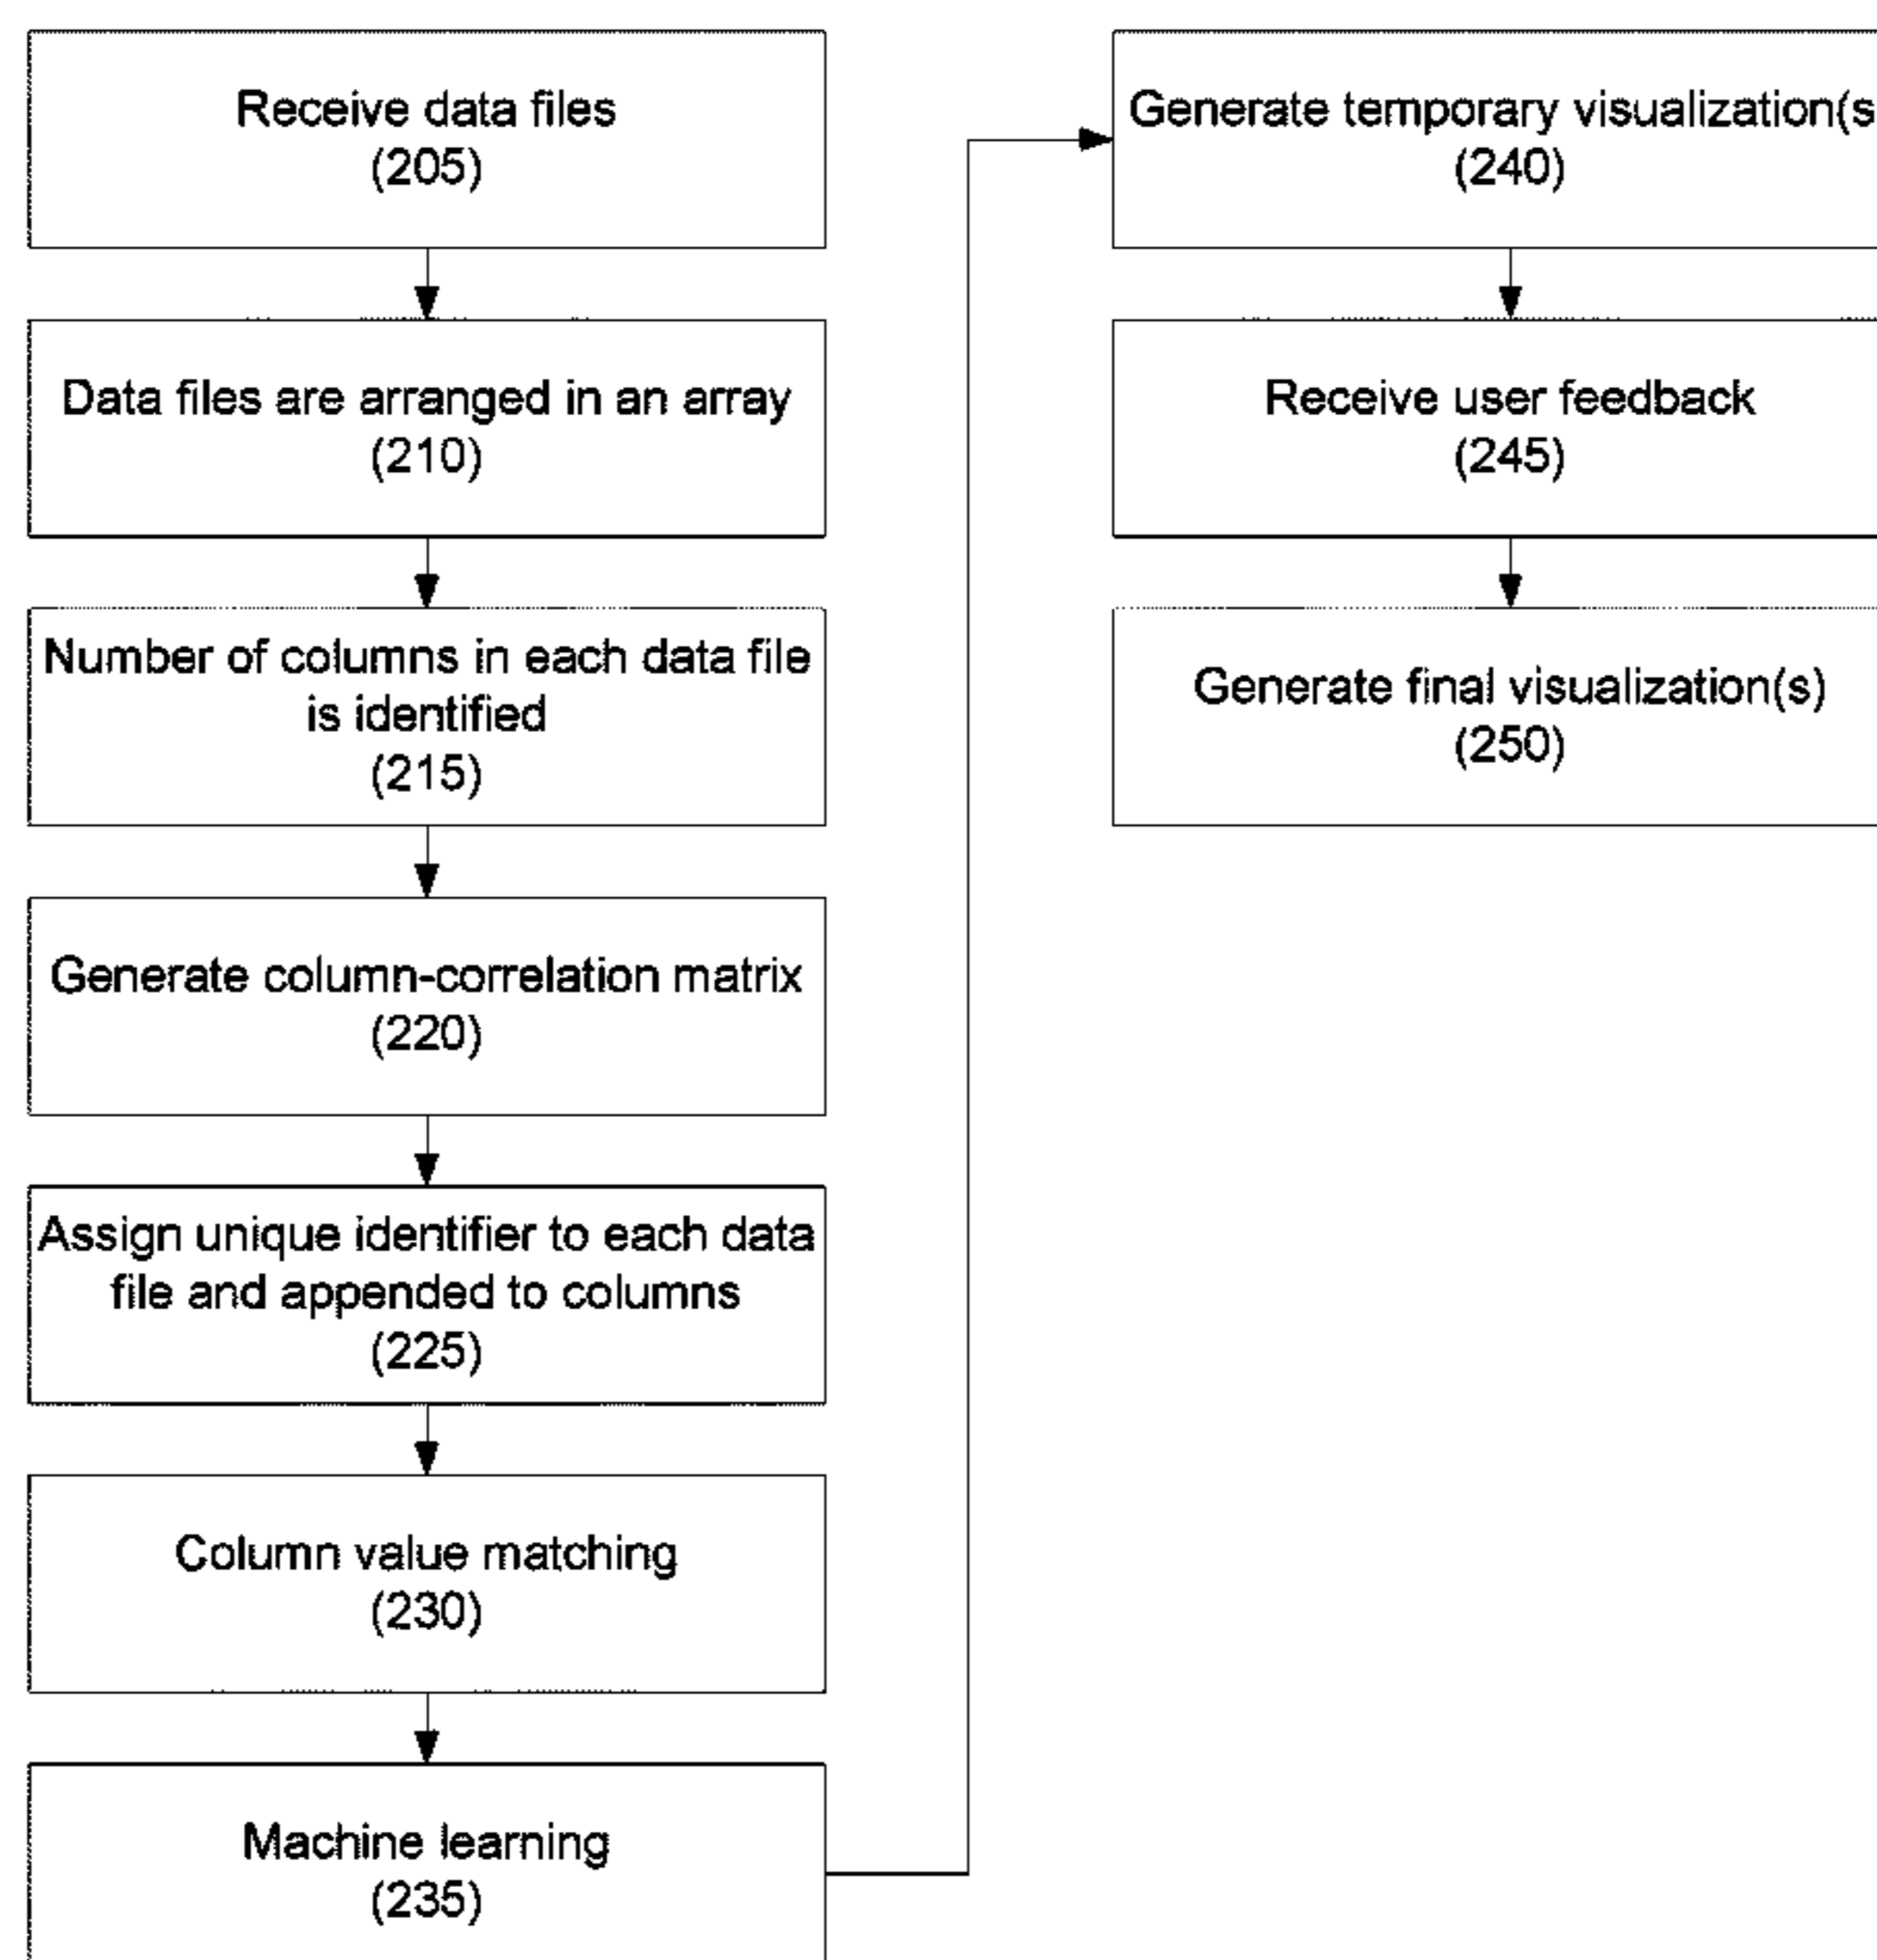 Receive data files
(205)
Data files are arranged in an array
(210)
Number of columns in each data file
is identified
(215)
Generate column-correlation matrix
(220)
Assign unique identifier to each data
file and appended to columns
(225)
Column value matching
(230)
Machine learning
(235)
Generate temporary visualization(s
(240)
Receive user feedback
(245)
Generate final visualization(s)
(250)